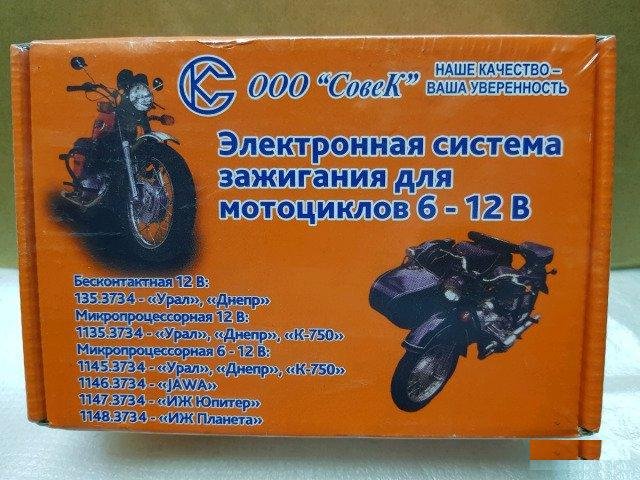 СК ООО "СовеК"
НАШЕ КАЧЕСТВО –
ВАША УВЕРЕННОСТЬ
Электронная система
зажигания для
мотоциклов 6 - 12 В
Бесконтактная 12 В:
135.3734 - «Урал», «Днепр»
Микропроцессорная 12 В:
1135.3734 - «Урал», «Днепр», «К-750»
Микропроцессорная 6 - 12 В:
1145.3734 - «Урал», «Днепр», «К-750»
1146.3734 - «JAWA»
1147.3734 - «ИЖ Юпитер»
1148.3734 - «ИЖ Планета»